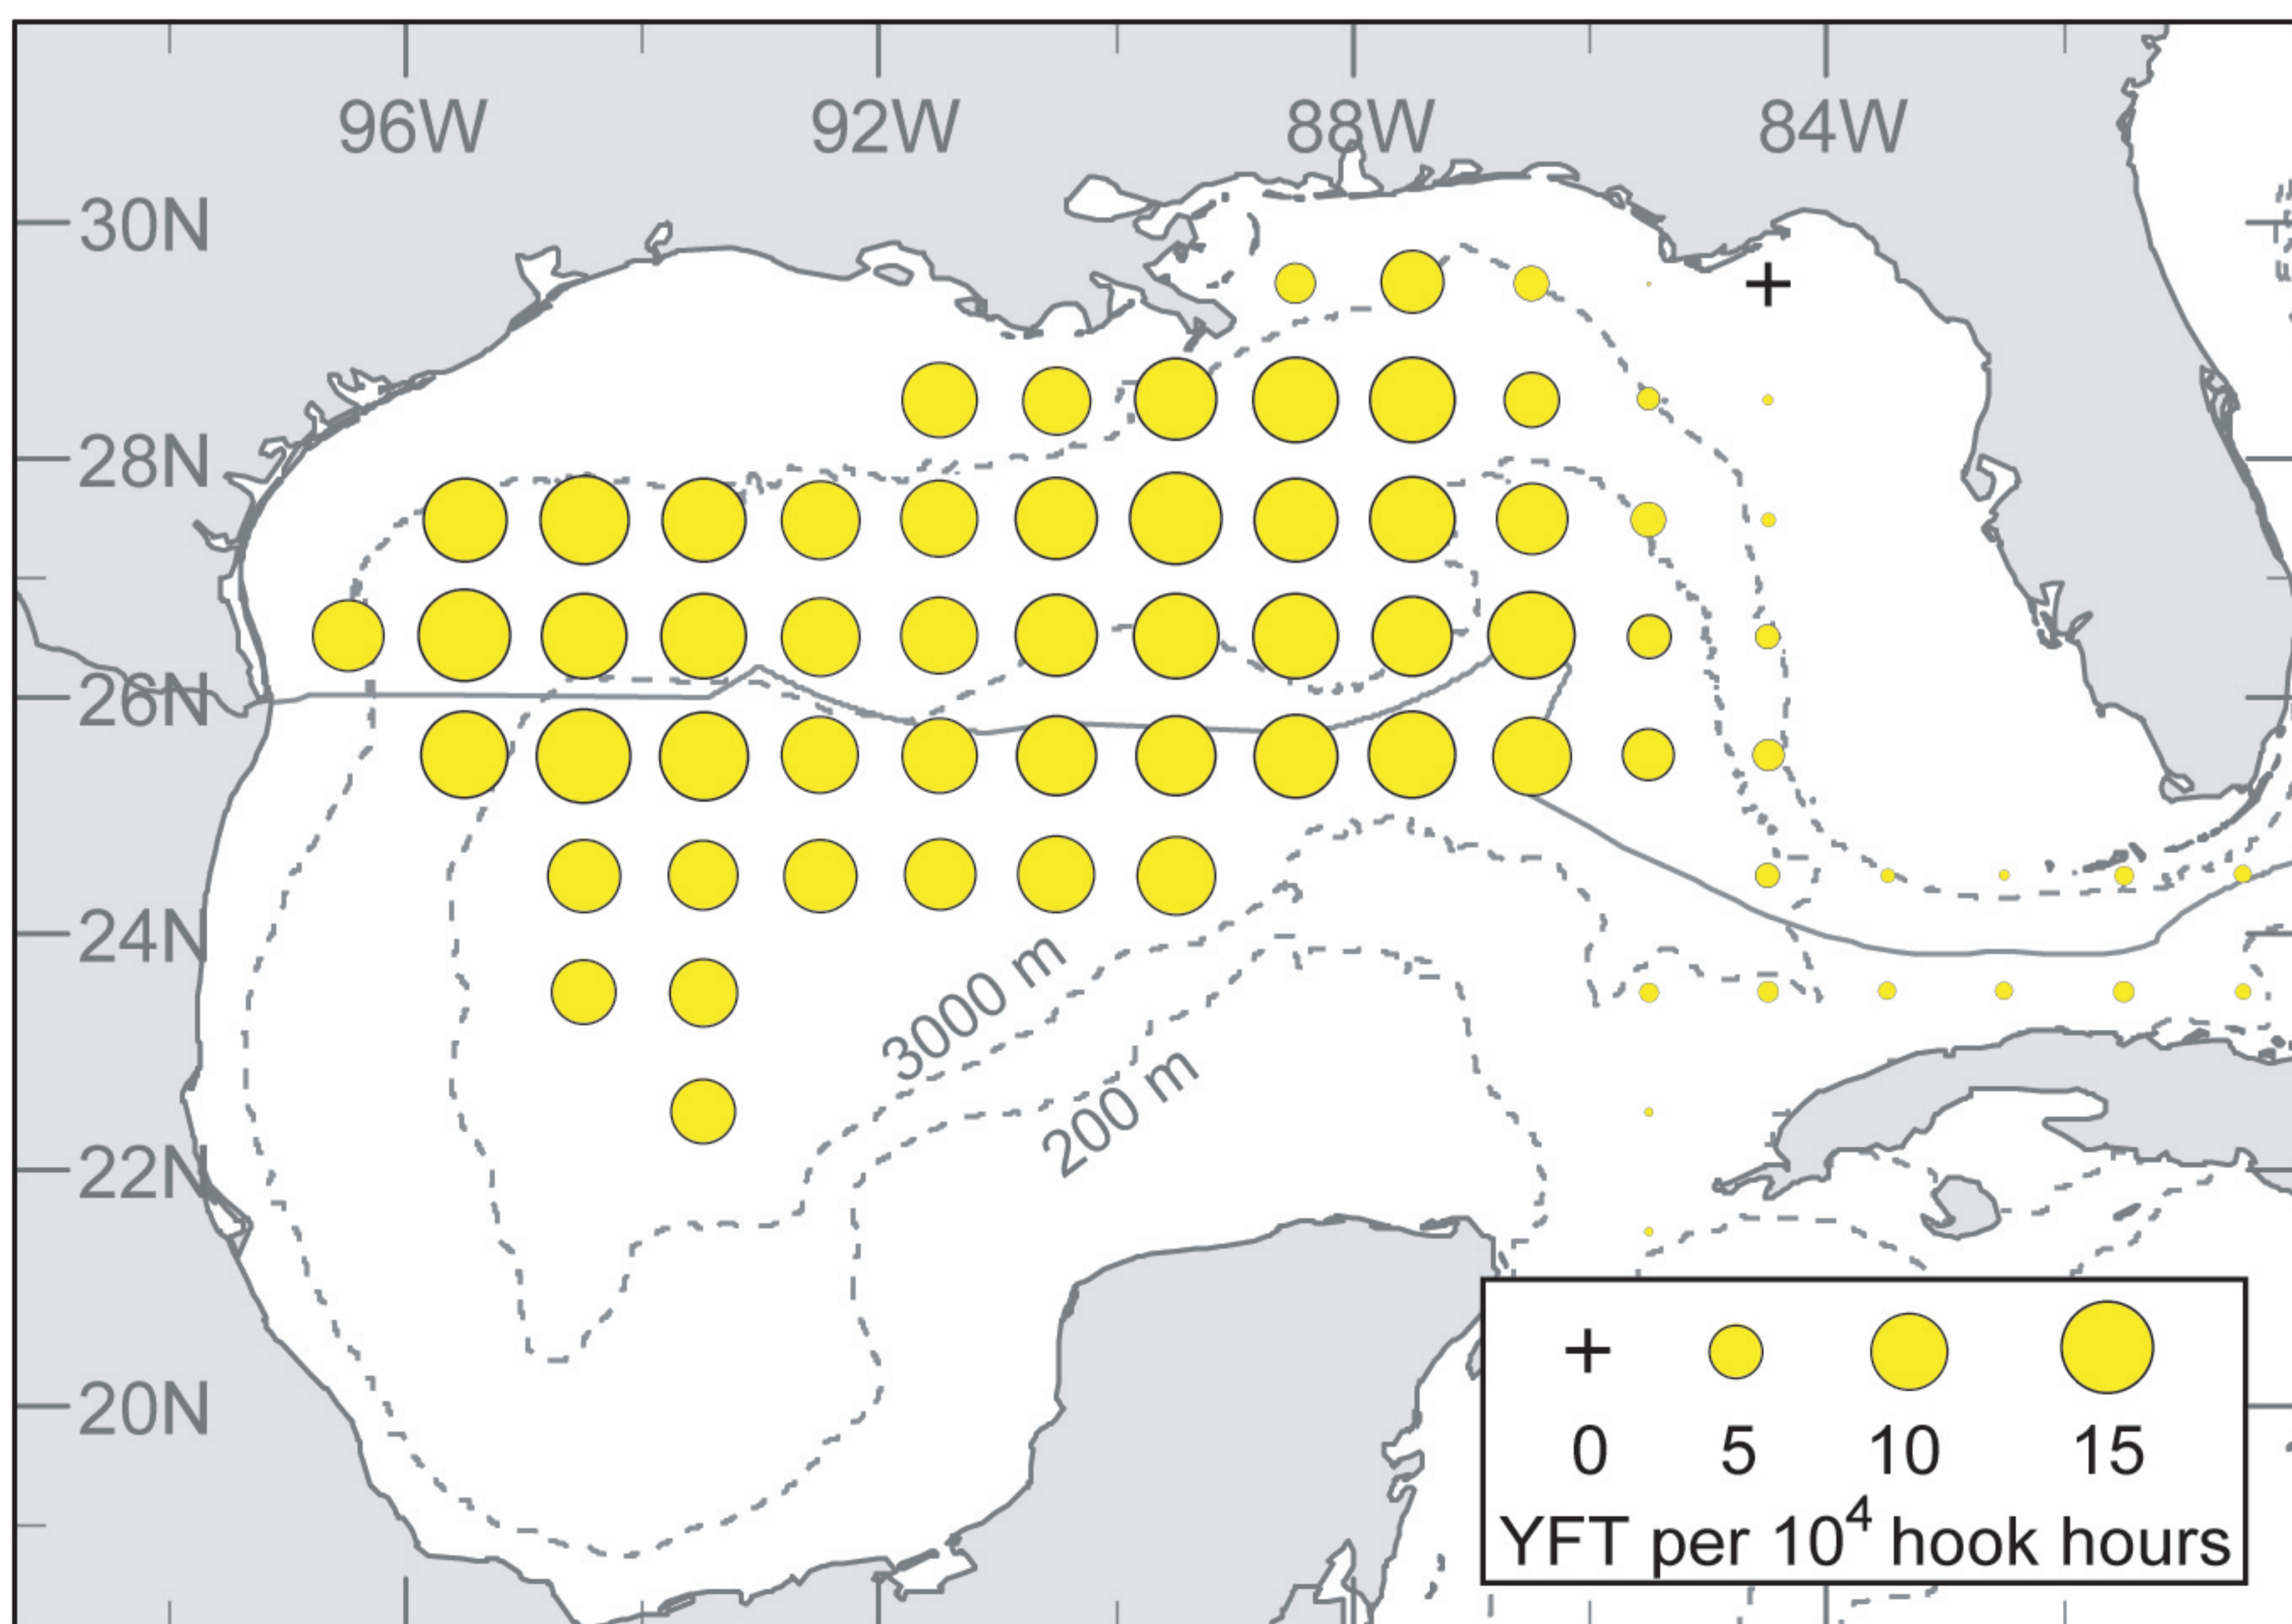 96W 92W 88W 84W
30N
28N
26N
24N
22N
20N
3000 m
200 m
0 5 10 15
YFT per 10⁴ hook hours